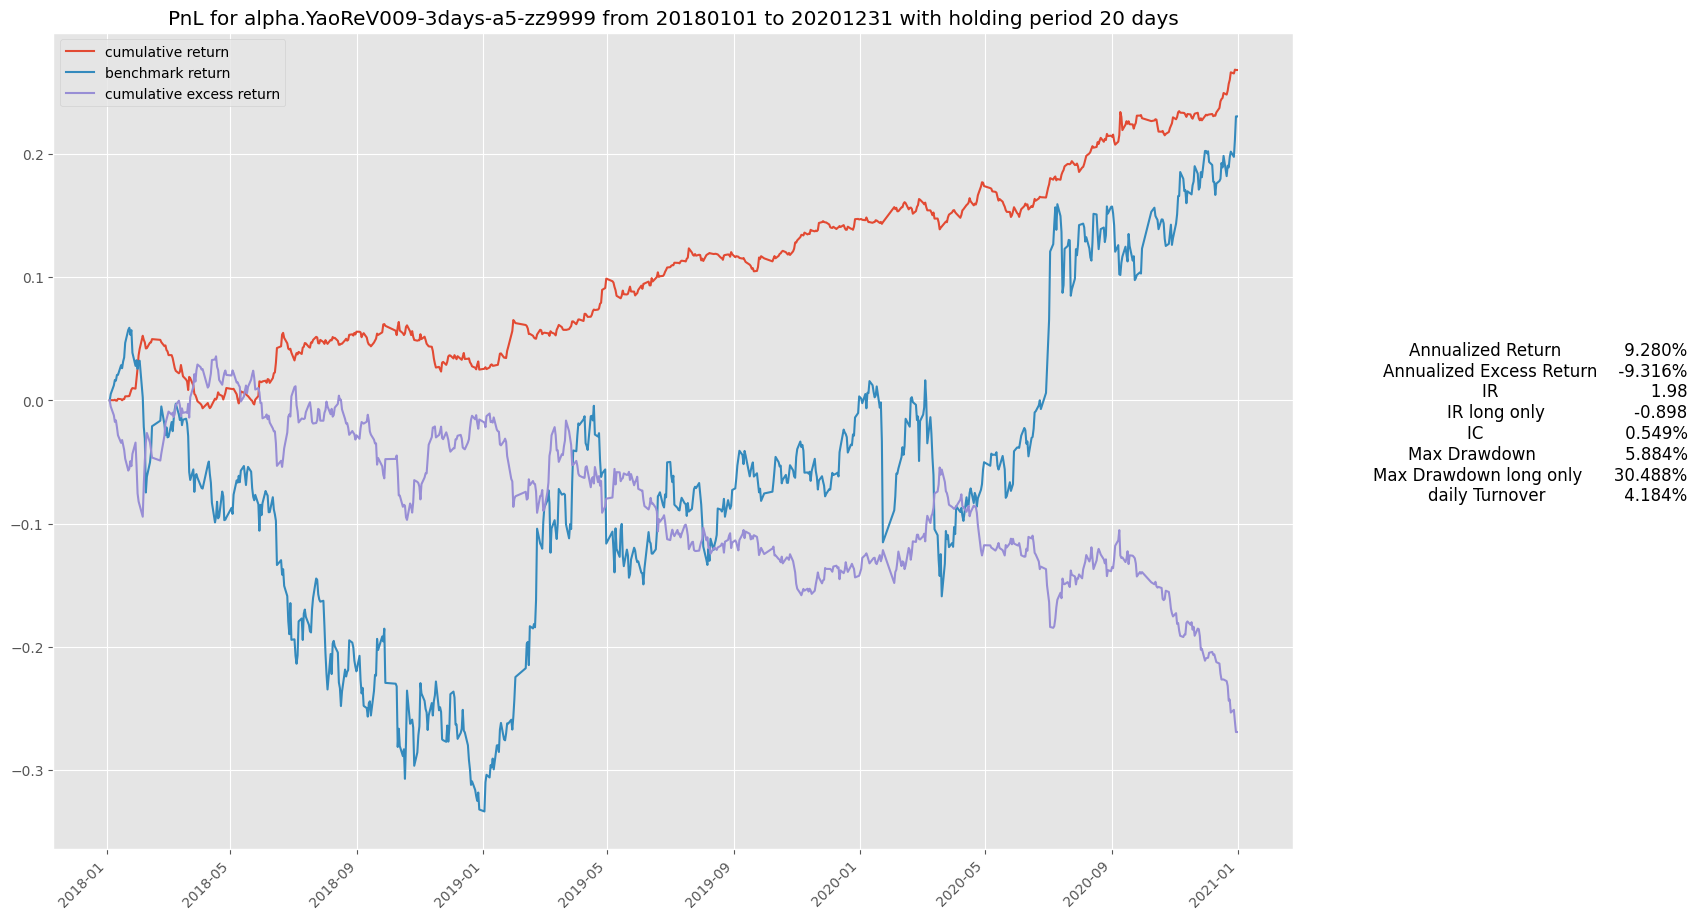 PnL for alpha.YaoReV009-3days-a5-zz9999 from 20180101 to 20201231 with holding period 20 days
cumulative return
benchmark return
cumulative excess return
0.2
0.1
0.0
−0.1
−0.2
−0.3
2018-01
2018-05
2018-09
2019-01
2019-05
2019-09
2020-01
2020-05
2020-09
2021-01
Annualized Return 9.280%
Annualized Excess Return -9.316%
IR 1.98
IR long only -0.898
IC 0.549%
Max Drawdown 5.884%
Max Drawdown long only 30.488%
daily Turnover 4.184%